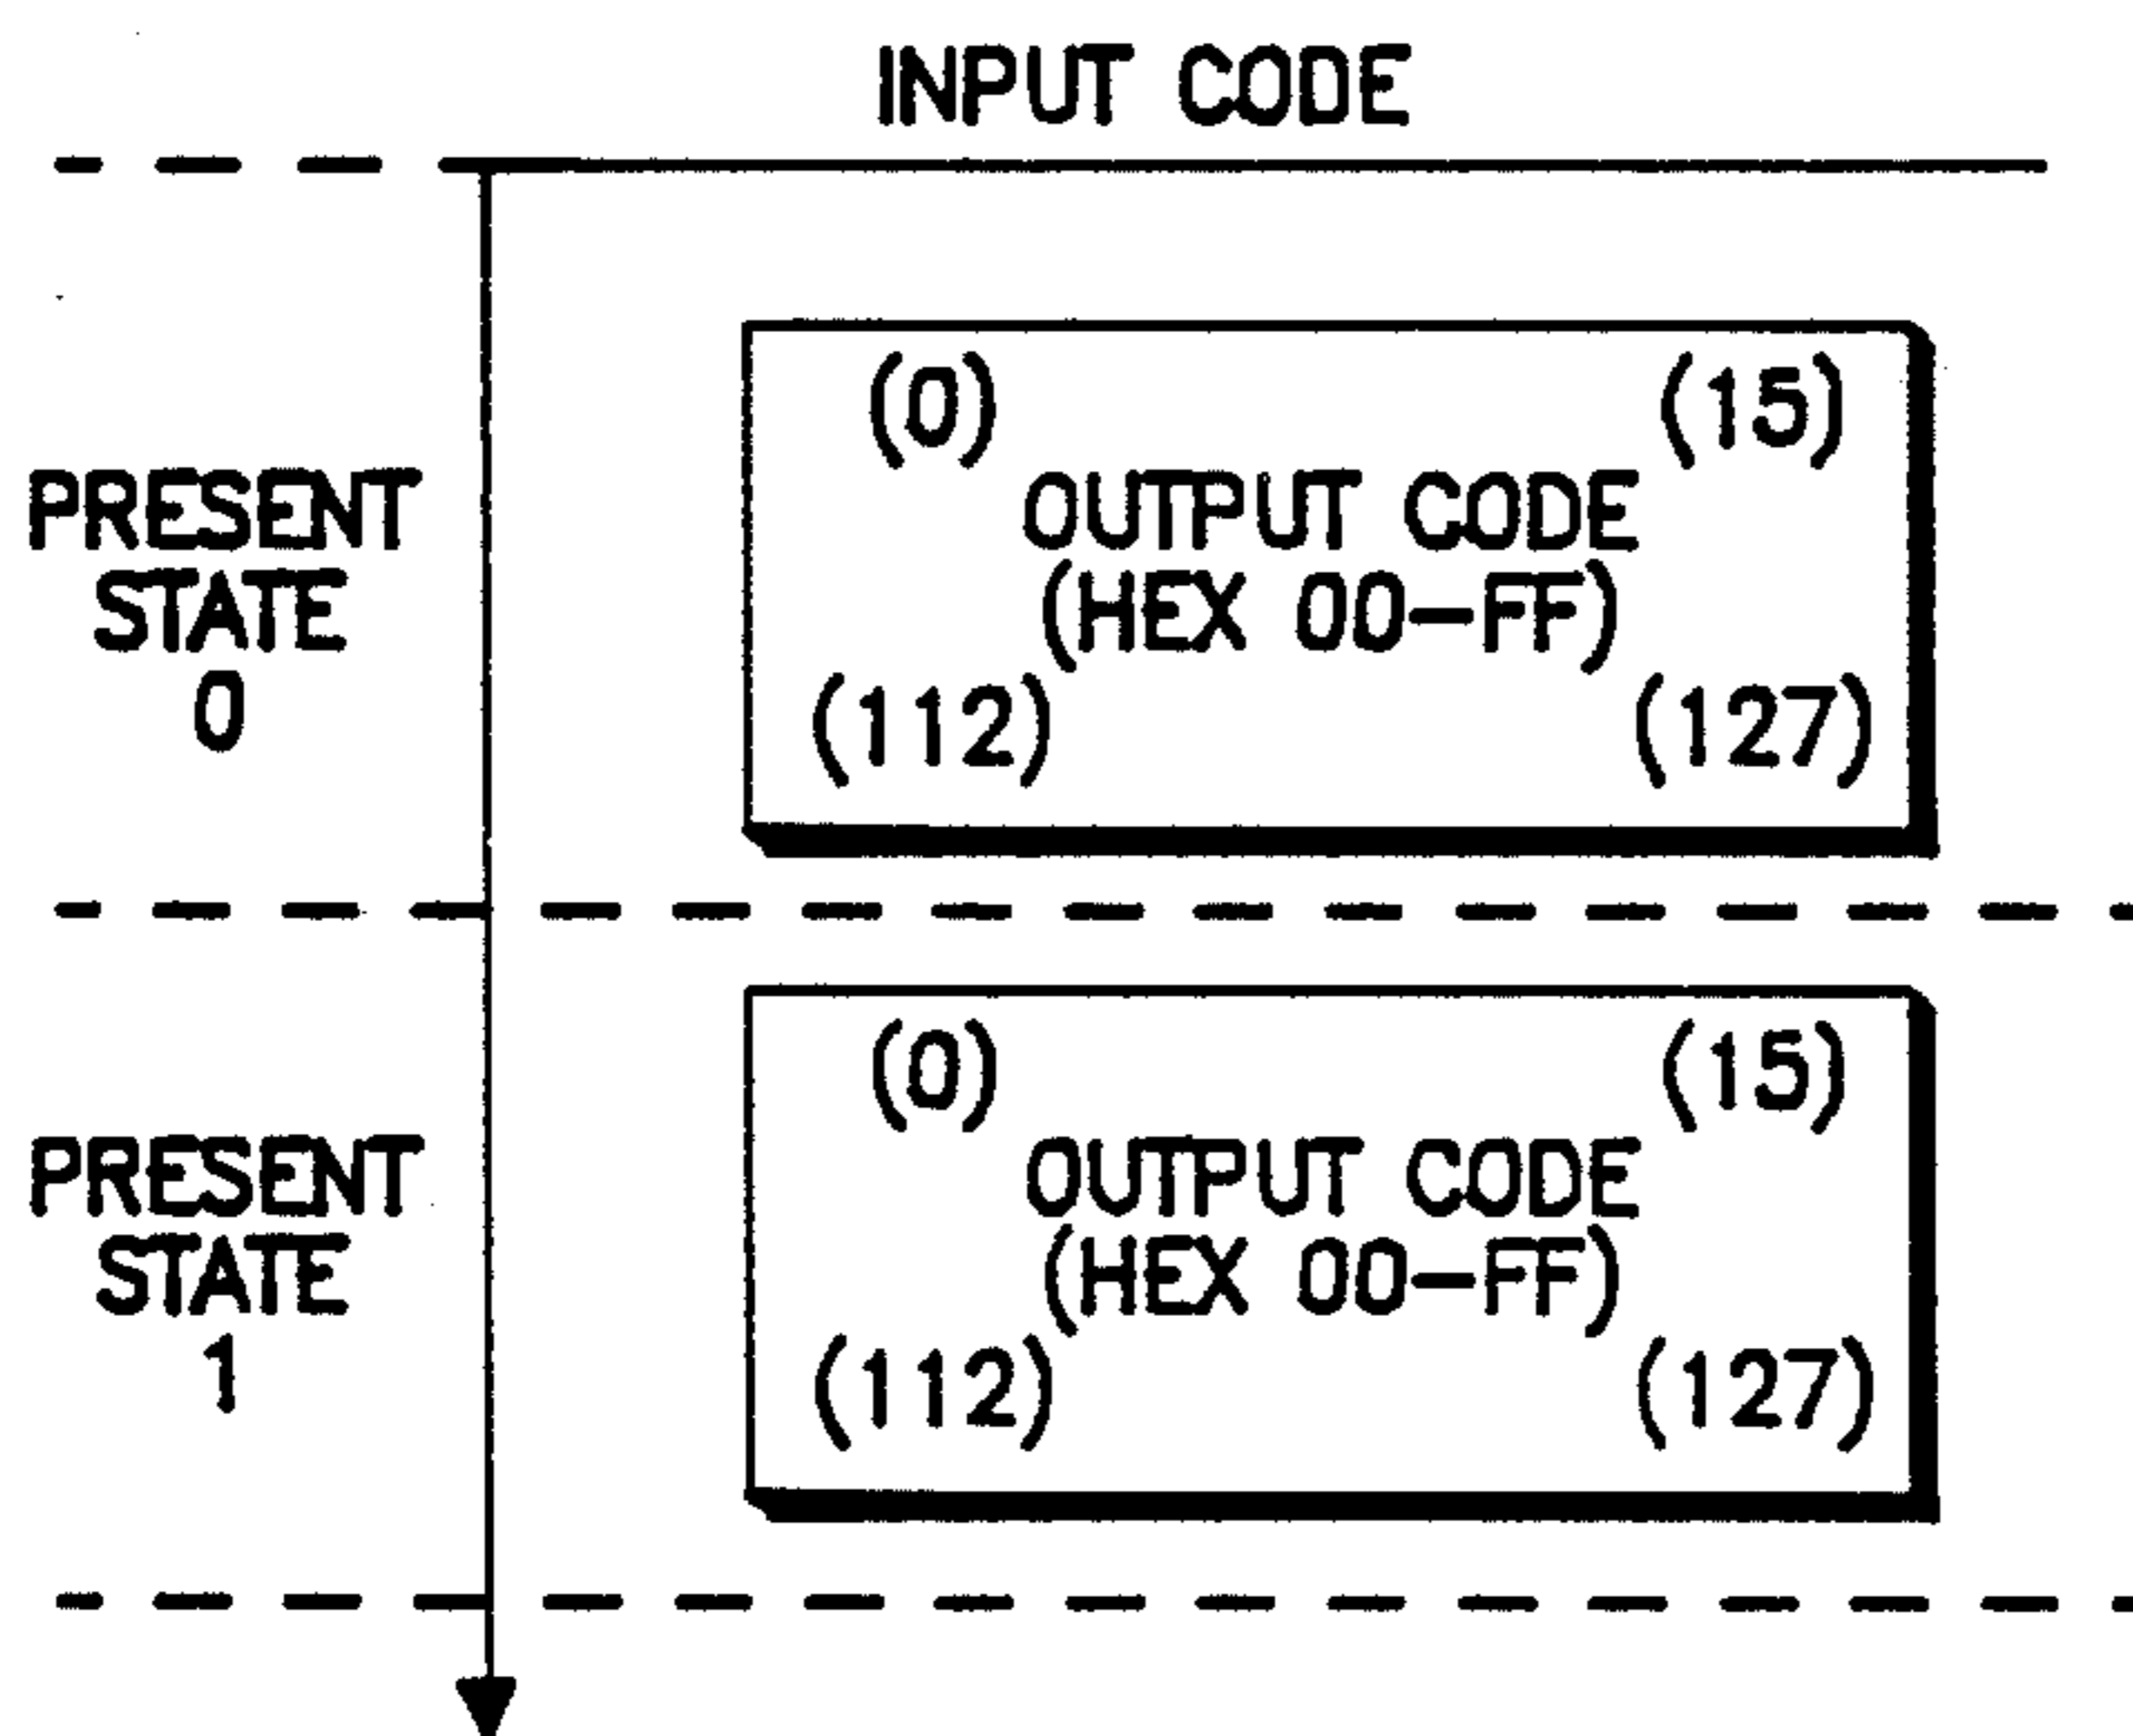 INPUT CODE
(0) (15)
PRESENT STATE 0
OUTPUT CODE
(HEX 00-FF)
(112) (127)
(0) (15)
PRESENT STATE 1
OUTPUT CODE
(HEX 00-FF)
(112) (127)